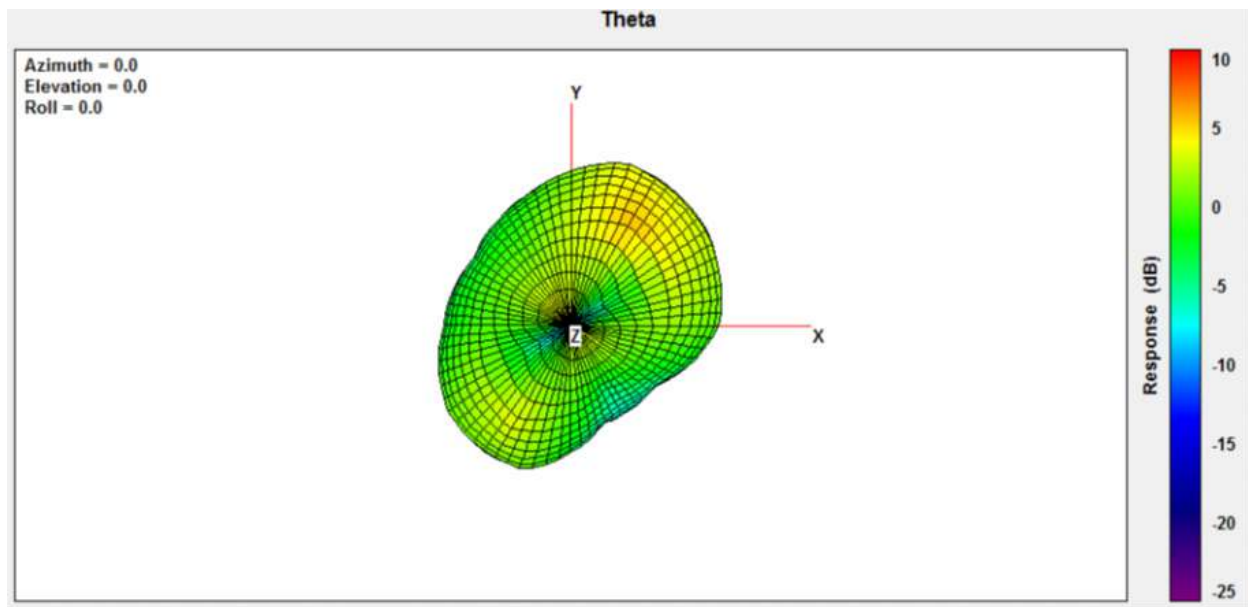 Theta
Azimuth = 0.0
Elevation = 0.0
Roll = 0.0
Y
Z
X
Response (dB)
10
5
0
-5
-10
-15
-20
-25